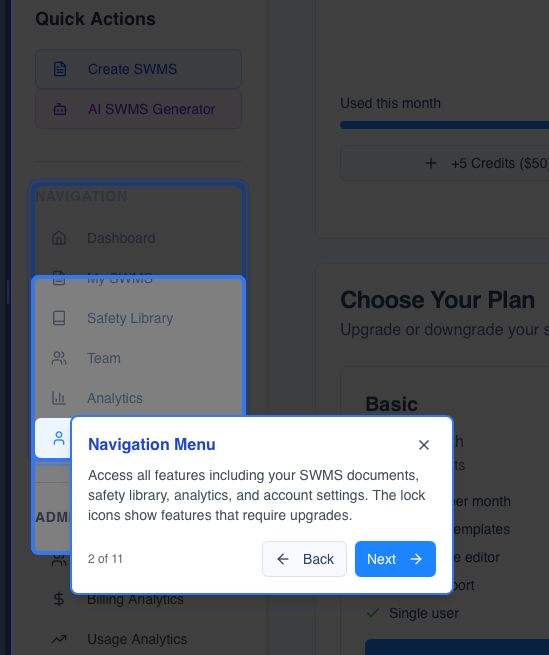 Quick Actions
Create SWMS
AI SWMS Generator
NAVIGATION
Dashboard
My SWMS
Safety Library
Team
Analytics
ADMI
Billing Analytics
Usage Analytics
Used this month
+5 Credits ($50)
Choose Your Plan
Upgrade or downgrade your s
Basic
h
ts
per month
emplates
e editor
port
Single user
Navigation Menu
Access all features including your SWMS documents,
safety library, analytics, and account settings. The lock
icons show features that require upgrades.
2 of 11
Back
Next